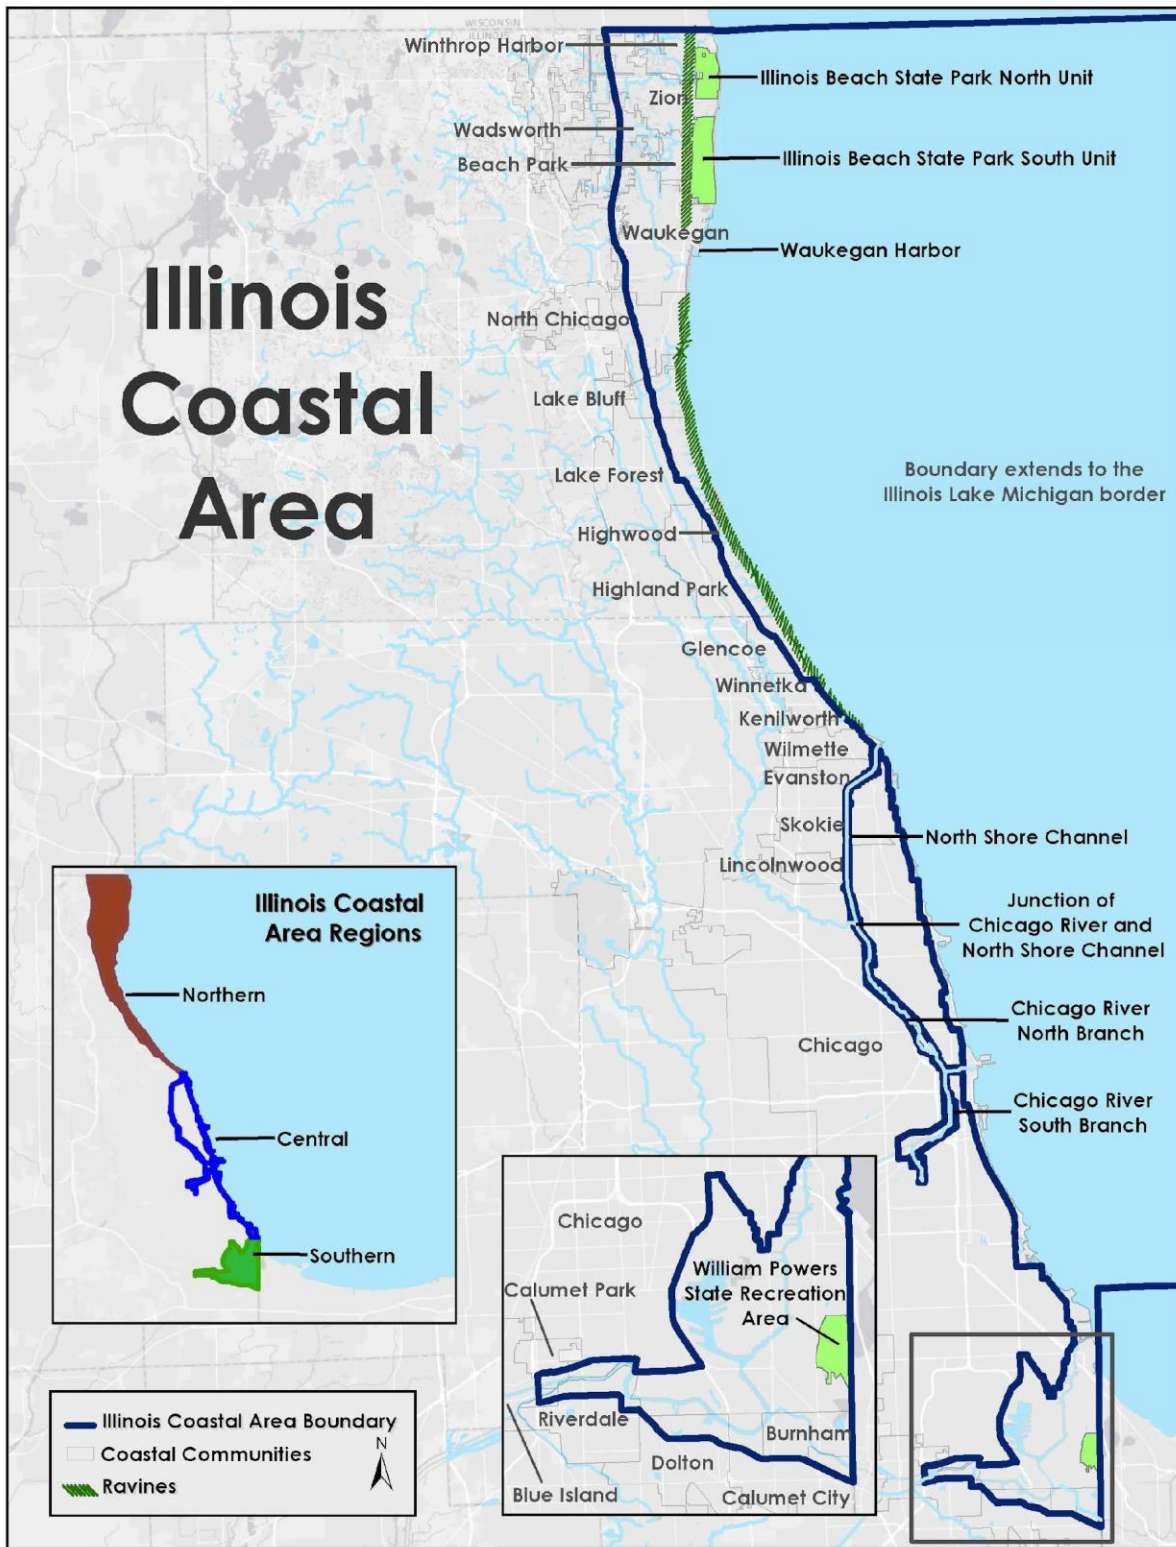 WISCONSIN
ILLINOIS
Winthrop Harbor
Illinois Beach State Park North Unit
Zion
Wadsworth
Beach Park
Illinois Beach State Park South Unit
Waukegan
Waukegan Harbor
Illinois
Coastal
Area
North Chicago
Lake Bluff
Lake Forest
Boundary extends to the
Illinois Lake Michigan border
Highwood
Highland Park
Glencoe
Winnetka
Kenilworth
Wilmette
Evanston
Skokie
North Shore Channel
Lincolnwood
Junction of
Chicago River and
North Shore Channel
Chicago River
North Branch
Chicago
Chicago River
South Branch
Illinois Coastal
Area Regions
Northern
Central
Southern
Chicago
William Powers
State Recreation
Area
Calumet Park
Riverdale
Burnham
Dolton
Blue Island
Calumet City
Illinois Coastal Area Boundary
Coastal Communities
Ravines
N